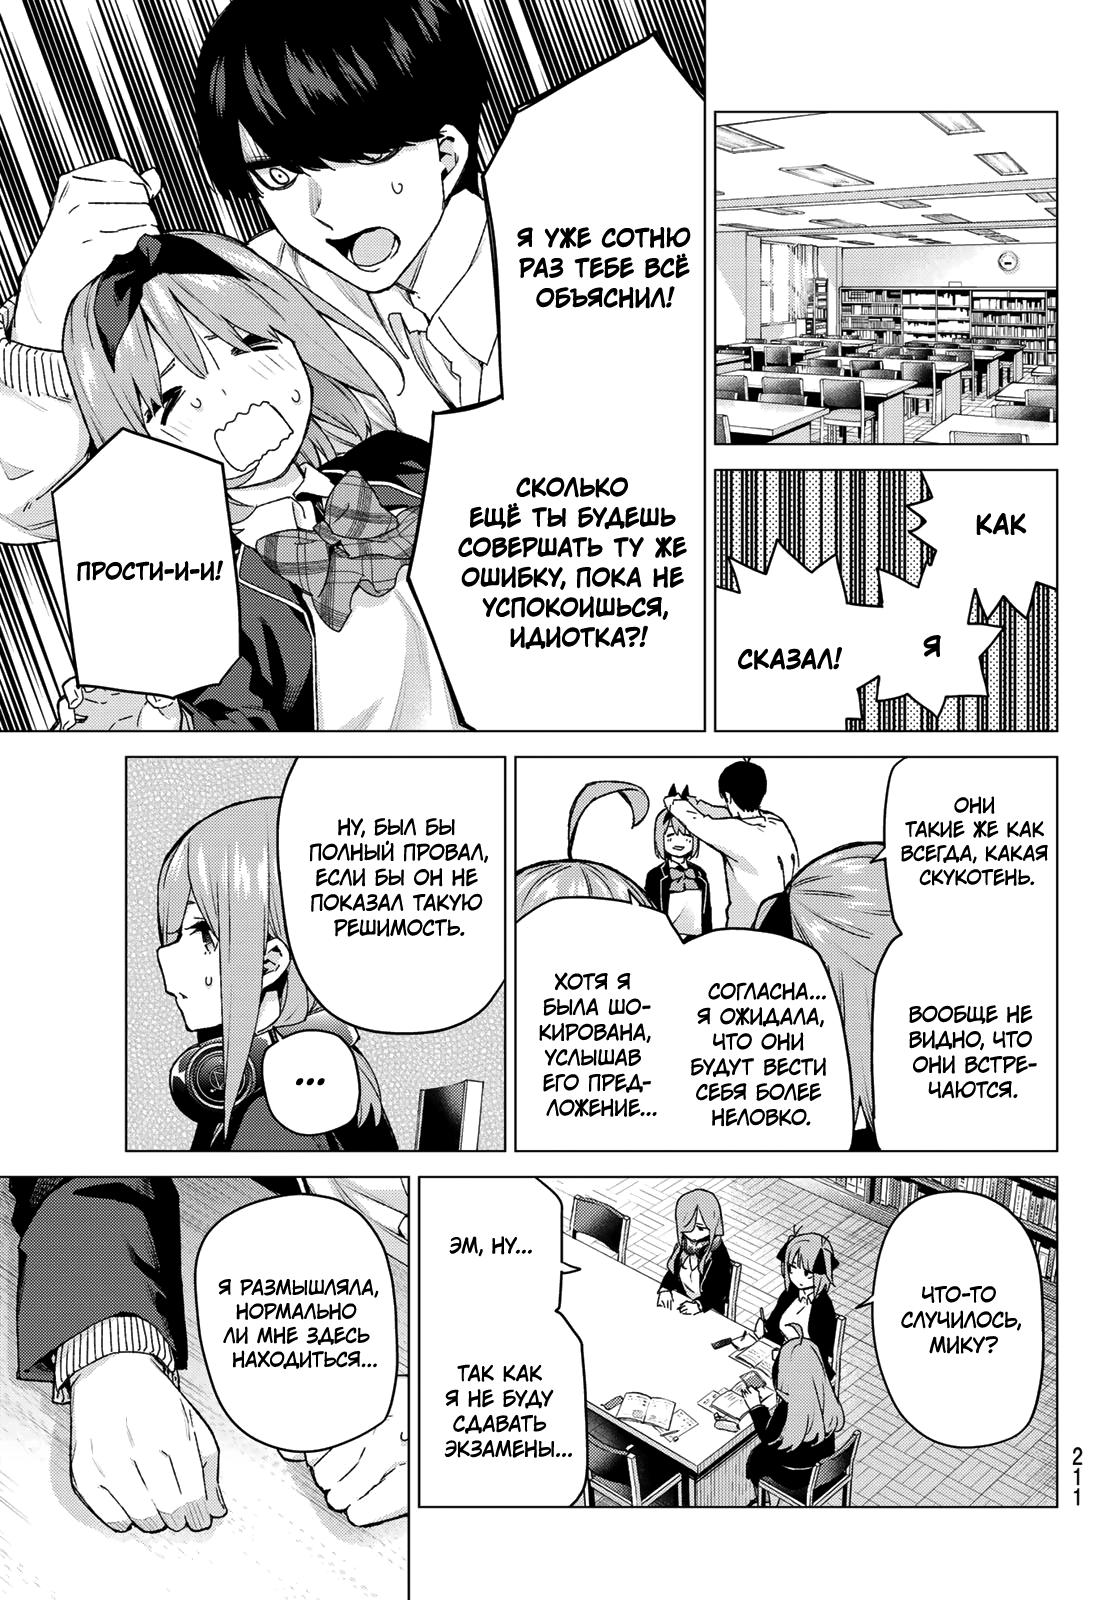 КАК
Я
СКАЗАЛ!
Я УЖЕ СОТНЮ
РАЗ ТЕБЕ ВСЁ
ОБЪЯСНИЛ!
СКОЛЬКО
ЕЩЁ ТЫ БУДЕШЬ
СОВЕРШАТЬ ТУ ЖЕ
ОШИБКУ, ПОКА НЕ
УСПОКОИШЬСЯ,
ИДИОТКА?!
ПРОСТИ-И-И!
ОНИ
ТАКИЕ ЖЕ КАК
ВСЕГДА, КАКАЯ
СКУКОТЕНЬ.
ВООБЩЕ НЕ
ВИДНО, ЧТО
ОНИ ВСТРЕ-
ЧАЮТСЯ.
СОГЛАСНА...
Я ОЖИДАЛА,
ЧТО ОНИ
БУДУТ ВЕСТИ
СЕБЯ БОЛЕЕ
НЕЛОВКО.
ХОТЯ Я
БЫЛА ШО-
КИРОВАНА,
УСЛЫШАВ
ЕГО ПРЕД-
ЛОЖЕНИЕ...
НУ, БЫЛ БЫ
ПОЛНЫЙ ПРОВАЛ,
ЕСЛИ БЫ ОН НЕ
ПОКАЗАЛ ТАКУЮ
РЕШИМОСТЬ.
...
ЧТО-ТО
СЛУЧИЛОСЬ,
МИКУ?
ЭМ, НУ...
ТАК КАК
Я НЕ БУДУ
СДАВАТЬ
ЭКЗАМЕНЫ...
Я РАЗМЫШЛЯЛА,
НОРМАЛЬНО
ЛИ МНЕ ЗДЕСЬ
НАХОДИТЬСЯ...
211